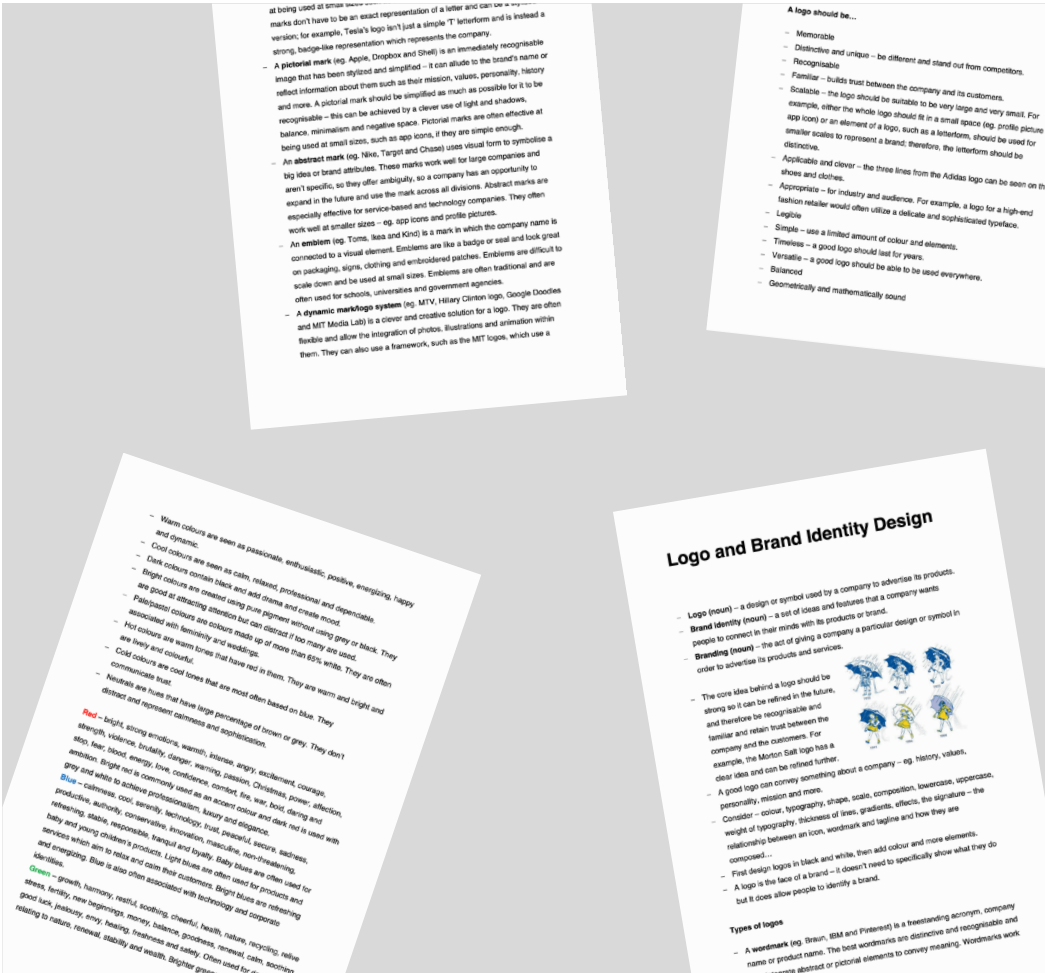 at being used at small
marks don't have to be an exact representation of a letter and can be a
version; for example, Tesla's logo isn't just a simple 'T' letterform and is instead a
strong, badge-like representation which represents the company.
– A pictorial mark (eg. Apple, Dropbox and Shell) is an immediately recognisable
image that has been stylized and simplified – it can allude to the brand's name or
reflect information about them such as their mission, values, personality, history
and more. A pictorial mark should be simplified as much as possible for it to be
recognisable – this can be achieved by a clever use of light and shadows,
balance, minimalism and negative space. Pictorial marks are often effective at
being used at small sizes, such as app icons, if they are simple enough.
– An abstract mark (eg. Nike, Target and Chase) uses visual form to symbolise a
big idea or brand attributes. These marks work well for large companies and
aren't specific, so they offer ambiguity, so a company has an opportunity to
expand in the future and use the mark across all divisions. Abstract marks are
especially effective for service-based and technology companies. They often
work well at smaller sizes – eg. app icons and profile pictures.
– An emblem (eg. Toms, Ikea and Kind) is a mark in which the company name is
connected to a visual element. Emblems are like a badge or seal and look great
on packaging, signs, clothing and embroidered patches. Emblems are difficult to
scale down and be used at small sizes. Emblems are often traditional and are
often used for schools, universities and government agencies.
– A dynamic mark/logo system (eg. MTV, Hillary Clinton logo, Google Doodles
and MIT Media Lab) is a clever and creative solution for a logo. They are often
flexible and allow the integration of photos, illustrations and animation within
them. They can also use a framework, such as the MIT logos, which use a
A logo should be...
– Memorable
– Distinctive and unique – be different and stand out from competitors.
– Recognisable
– Familiar – builds trust between the company and its customers.
– Scalable – the logo should be suitable to be very large and very small. For
example, either the whole logo should fit in a small space (eg. profile picture
app icon) or an element of a logo, such as a letterform, should be used for
smaller scales to represent a brand; therefore, the letterform should be
distinctive.
– Applicable and clever – the three lines from the Adidas logo can be seen on
shoes and clothes.
– Appropriate – for industry and audience. For example, a logo for a high-end
fashion retailer would often utilize a delicate and sophisticated typeface.
– Legible
– Simple – use a limited amount of colour and elements.
– Timeless – a good logo should last for years.
– Versatile – a good logo should be able to be used everywhere.
– Balanced
– Geometrically and mathematically sound
– Warm colours are seen as passionate, enthusiastic, positive, energizing, happy
and dynamic.
– Cool colours are seen as calm, relaxed, professional and dependable.
– Dark colours contain black and add drama and create mood.
– Bright colours are created using pure pigment without using grey or black. They
are good at attracting attention but can distract if too many are used.
– Pale/pastel colours are colours made up of more than 65% white. They are often
associated with femininity and weddings.
– Hot colours are warm tones that have red in them. They are warm and bright and
are lively and colourful.
– Cold colours are cool tones that are most often based on blue. They
communicate trust.
– Neutrals are hues that have large percentage of brown or grey. They don't
distract and represent calmness and sophistication.
Red – bright, strong emotions, warmth, intense, angry, excitement, courage,
strength, violence, brutality, danger, warning, passion, Christmas, power, affection,
stop, fear, blood, energy, love, confidence, comfort, fire, war, bold, daring and
ambition. Bright red is commonly used as an accent colour and dark red is used with
grey and white to achieve professionalism, luxury and elegance.
Blue – calmness, cool, serenity, technology, trust, peaceful, secure, sadness,
productive, authority, conservative, innovation, masculine, non-threatening,
refreshing, stable, responsible, tranquil and loyalty. Baby blues are often used for
baby and young children's products. Light blues are often used for products and
services which aim to relax and calm their customers. Bright blues are refreshing
and energizing. Blue is also often associated with technology and corporate
identities.
Green – growth, harmony, restful, soothing, cheerful, health, nature, recycling, relive
stress, fertility, new beginnings, money, balance, goodness, renewal, calm, soothing
good luck, jealousy, envy, healing, freshness and safety. Often used for
relating to nature, renewal, stability and wealth. Brighter
Logo and Brand Identity Design
– Logo (noun) – a design or symbol used by a company to advertise its products.
– Brand identity (noun) – a set of ideas and features that a company wants
people to connect in their minds with its products or brand.
– Branding (noun) – the act of giving a company a particular design or symbol in
order to advertise its products and services.
– The core idea behind a logo should be
strong so it can be refined in the future,
and therefore be recognisable and
familiar and retain trust between the
company and the customers. For
example, the Morton Salt logo has a
clear idea and can be refined further.
– A good logo can convey something about a company – eg. history, values,
personality, mission and more.
– Consider – colour, typography, shape, scale, composition, lowercase, uppercase,
weight of typography, thickness of lines, gradients, effects, the signature – the
relationship between an icon, wordmark and tagline and how they are
composed...
– First design logos in black and white, then add colour and more elements.
– A logo is the face of a brand – it doesn't need to specifically show what they do
but it does allow people to identify a brand.
Types of logos
– A wordmark (eg. Braun, IBM and Pinterest) is a freestanding acronym, company
name or product name. The best wordmarks are distinctive and recognisable and
abstract or pictorial elements to convey meaning. Wordmarks work